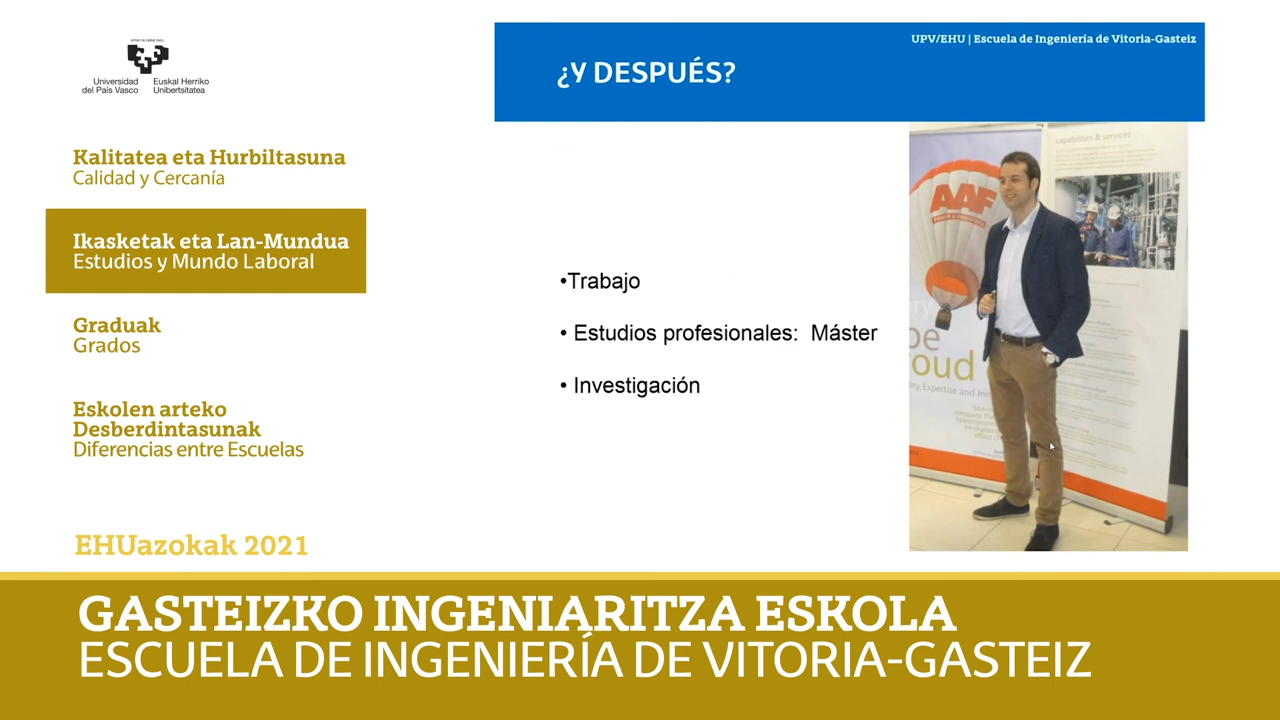 Universidad
del País Vasco
Euskal Herriko
Unibertsitatea
UPV/EHU | Escuela de Ingeniería de Vitoria-Gasteiz
¿Y DESPUÉS?
Kalitatea eta Hurbiltasuna
Calidad y Cercanía
Ikasketak eta Lan-Mundua
Estudios y Mundo Laboral
Graduak
Grados
Eskolen arteko
Desberdintasunak
Diferencias entre Escuelas
•Trabajo
• Estudios profesionales: Máster
• Investigación
capabilities & services
AAF
be
roud
EHUazokak 2021
GASTEIZKO INGENIARITZA ESKOLA
ESCUELA DE INGENIERÍA DE VITORIA-GASTEIZ